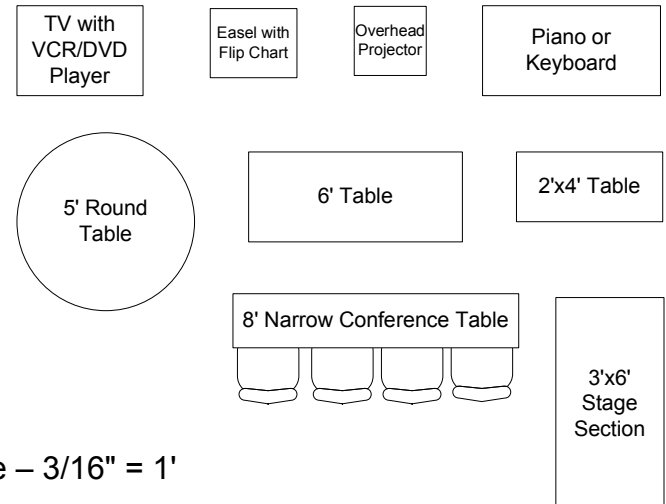 TV with
VCR/DVD
Player
Easel with
Flip Chart
Overhead
Projector
Piano or
Keyboard
5' Round
Table
6' Table
2'x4' Table
8' Narrow Conference Table
3'x6'
Stage
Section
e – 3/16" = 1'